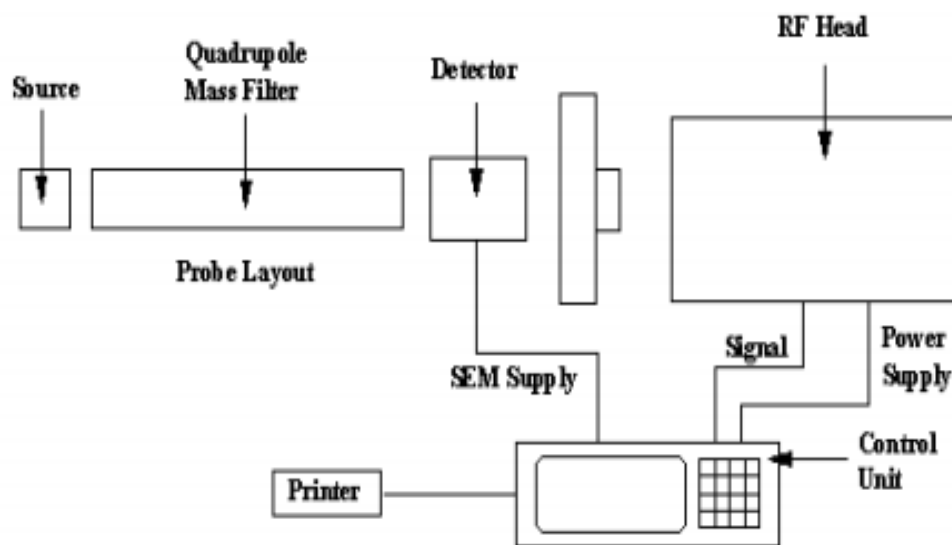 RF Head
Quadrupole
Mass Filter
Detector
Source
Probe Layout
Signal
Power
Supply
SEM Supply
Control
Unit
Printer